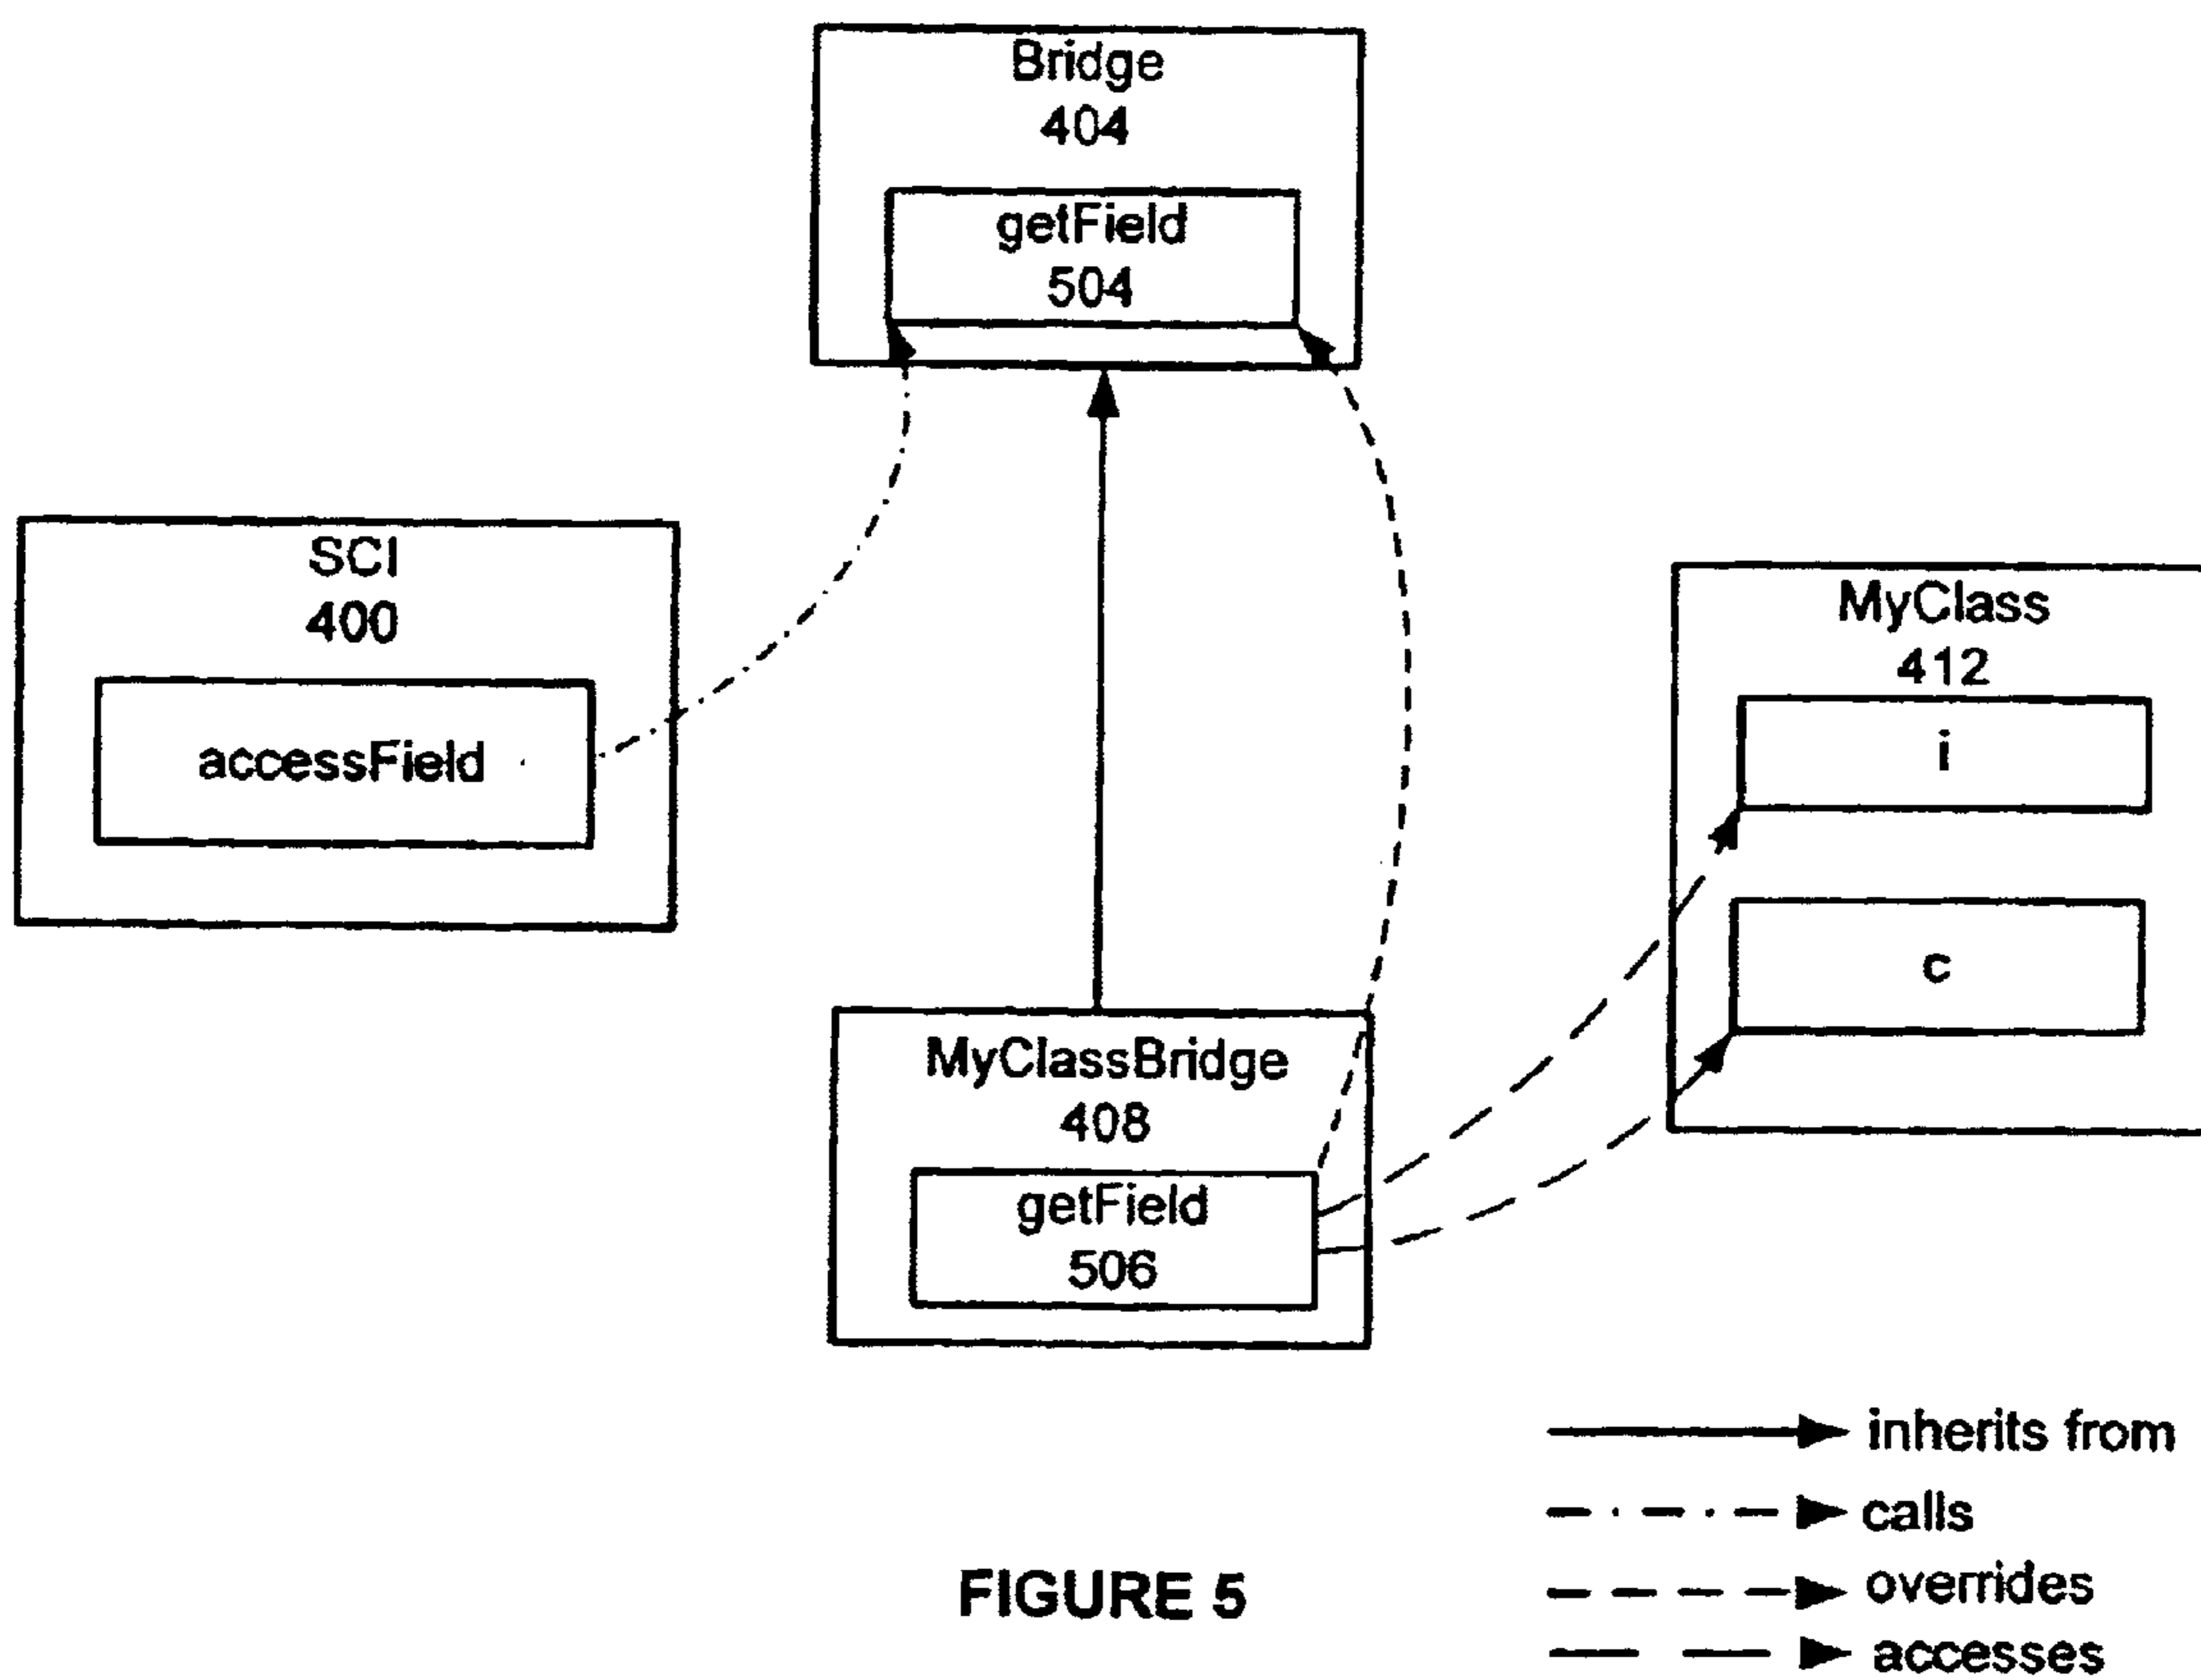 Bridge
404
getField
504
SCI
400
accessField
MyClass
412
i
c
MyClassBridge
408
getField
506
inherits from
calls
overrides
accesses
FIGURE 5